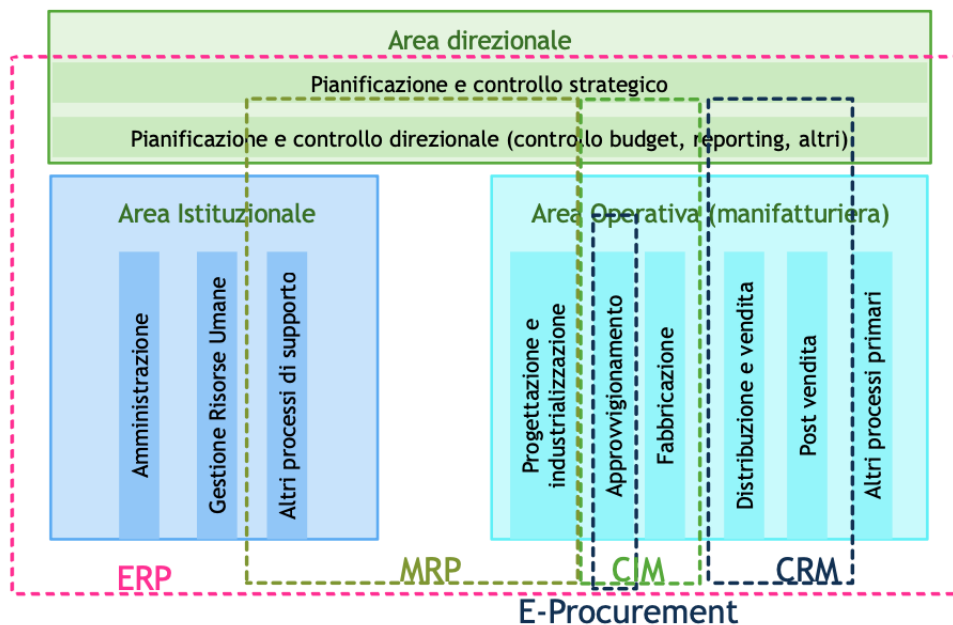 Area direzionale
Pianificazione e controllo strategico
Pianificazione e controllo direzionale (controllo budget, reporting, altri)
Area Istituzionale
Area Operativa (manifatturiera)
Amministrazione
Gestione Risorse Umane
Altri processi di supporto
Progettazione e
industrializzazione
Approvvigionamento
Fabbricazione
Distribuzione e vendita
Post vendita
Altri processi primari
ERP
MRP
CIM
CRM
E-Procurement